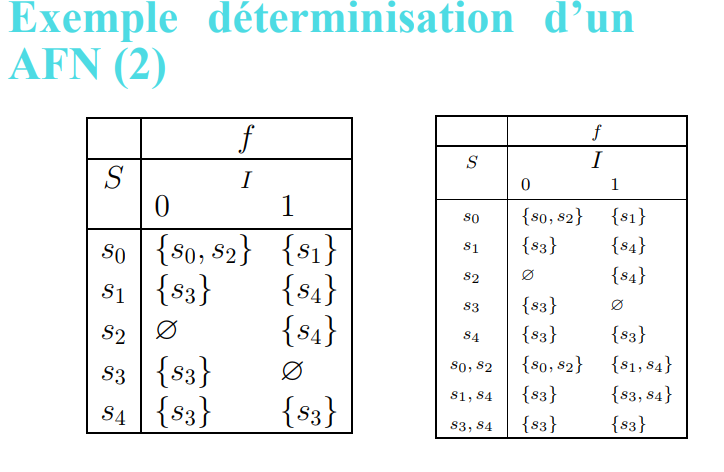 Exemple détermisation d'un
AFN (2)
f
S I
0 1
s0 {s0, s2} {s1}
s1 {s3} {s4}
s2 ∅ {s4}
s3 {s3} ∅
s4 {s3} {s3}
f
S I
0 1
s0 {s0, s2} {s1}
s1 {s3} {s4}
s2 ∅ {s4}
s3 {s3} ∅
s4 {s3} {s3}
s0, s2 {s0, s2} {s1, s4}
s1, s4 {s3} {s3, s4}
s3, s4 {s3} {s3}